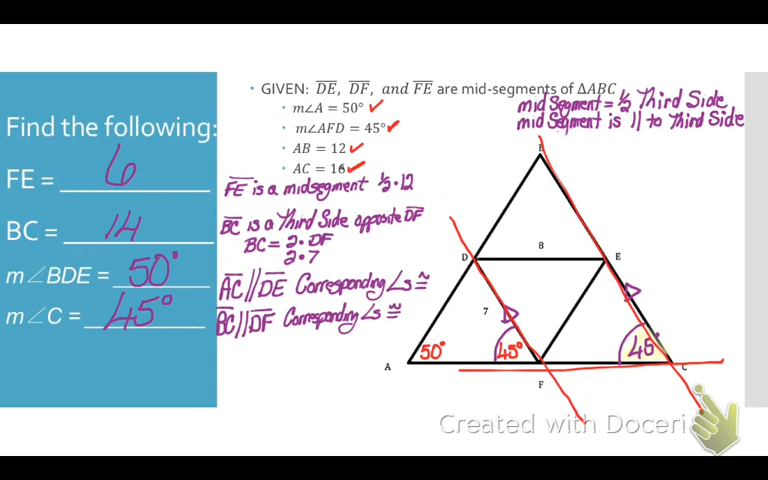 Find the following:
FE = 6
BC = 14
m∠BDE = 50°
m∠C = 45°
• GIVEN: DE, DF, and FE are mid-segments of ΔABC
• m∠A = 50° ✓
• m∠AFD = 45° ✓
• AB = 12 ✓
• AC = 16 ✓
mid Segment = ½ Third Side
mid Segment is || to Third Side
FE is a midsegment ½·12
BC is a Third Side opposite DF
BC = 2·DF
2·7
AC || DE Corresponding ∠s ≅
BC || DF Corresponding ∠s ≅
B
D
8
E
7
50°
45°
45°
A
F
C
Created with Doceri